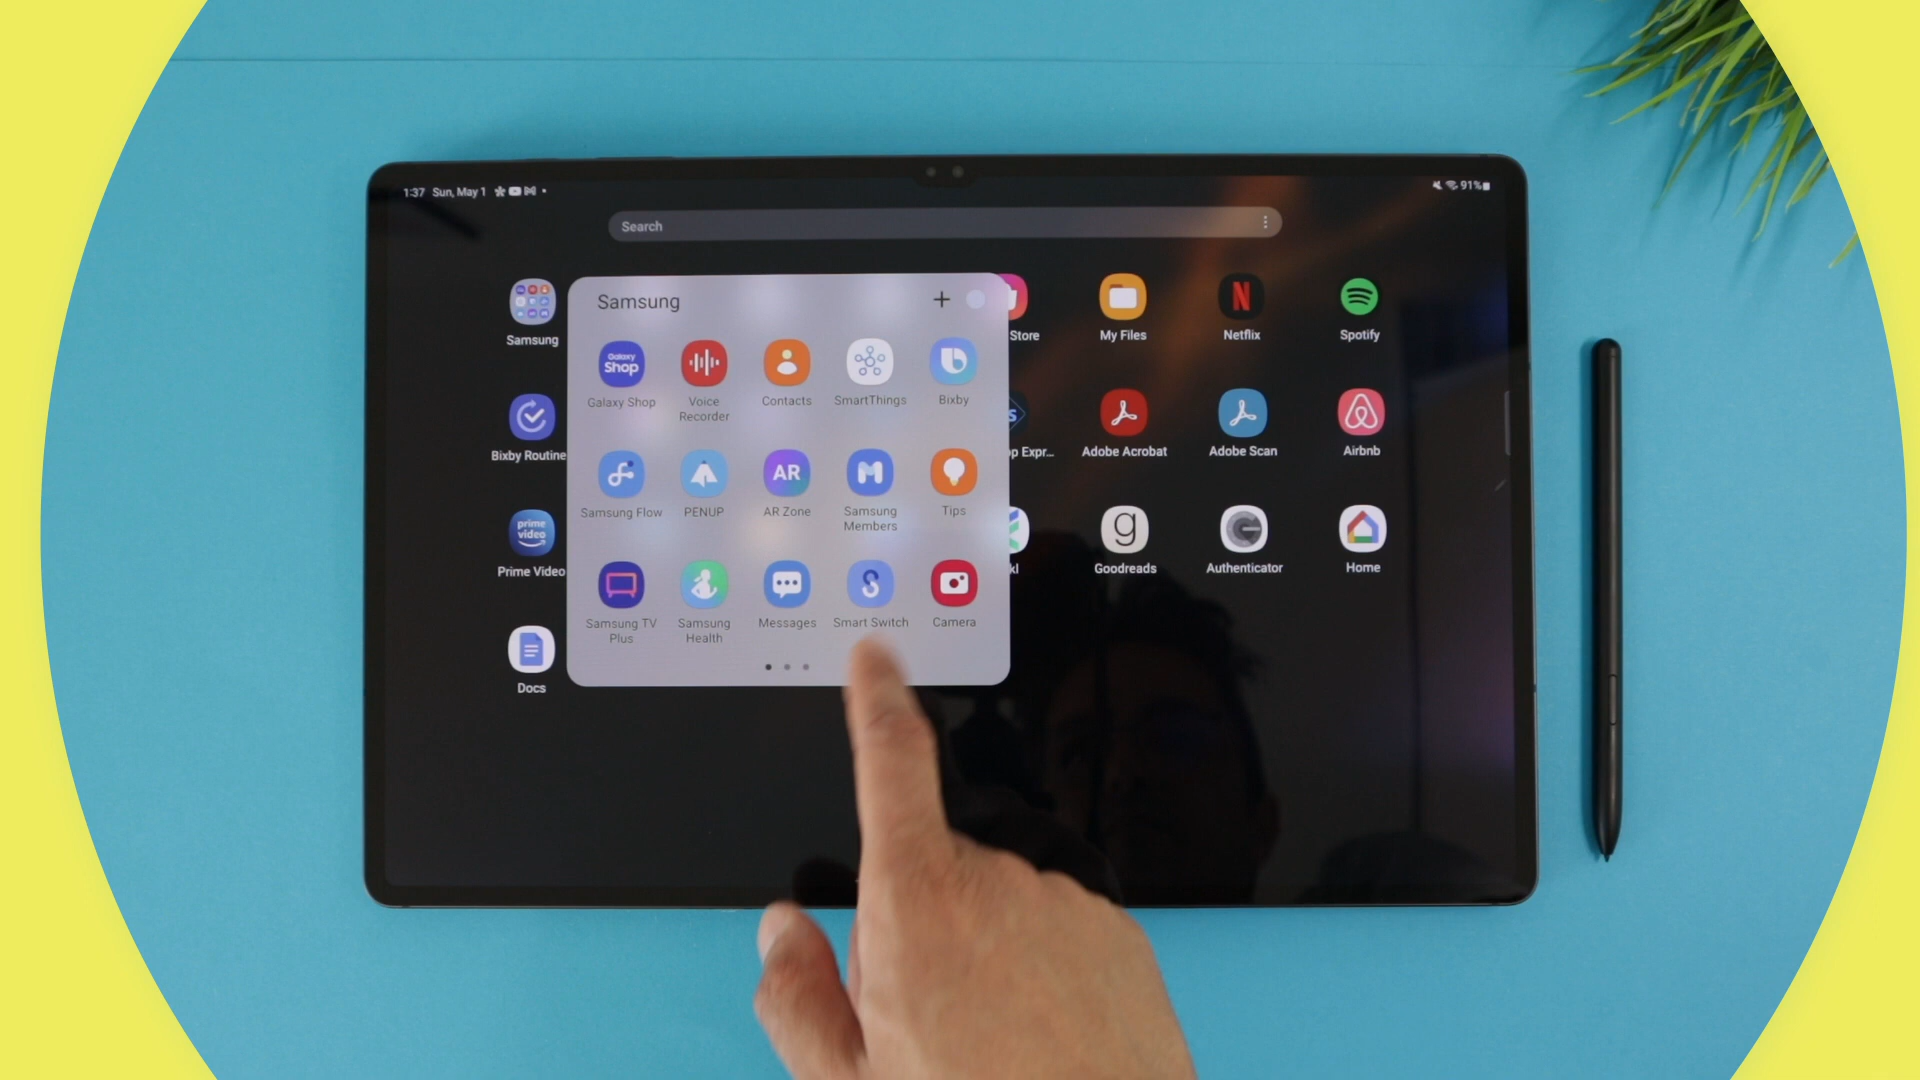 1:37 Sun, May 1
91%
Search
Samsung
Samsung
Store
My Files
Netflix
Spotify
Galaxy
Shop
Galaxy Shop
Voice
Recorder
Contacts
SmartThings
Bixby
Bixby Routine
Expr...
Adobe Acrobat
Adobe Scan
Airbnb
AR
Samsung Flow
PENUP
AR Zone
Samsung
Members
Tips
prime
video
Prime Video
g
Goodreads
Authenticator
Home
Samsung TV
Plus
Samsung
Health
Messages
Smart Switch
Camera
Docs